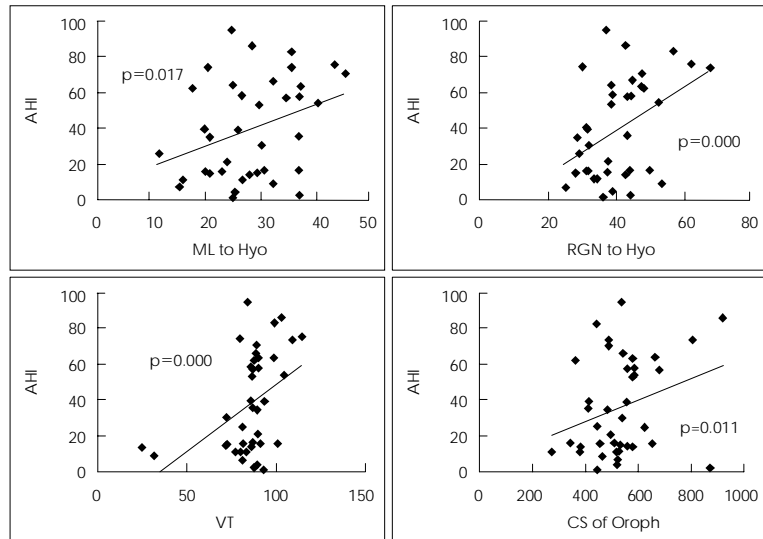 100
80
60
40
20
0
AHI
p=0.017
0 10 20 30 40 50
ML to Hyo
100
80
60
40
20
0
AHI
p=0.000
0 20 40 60 80
RGN to Hyo
100
80
60
40
20
0
AHI
p=0.000
0 50 100 150
VT
100
80
60
40
20
0
AHI
p=0.011
0 200 400 600 800 1000
CS of Oroph